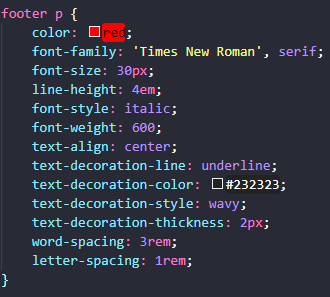 footer p {
color: red;
font-family: 'Times New Roman', serif;
font-size: 30px;
line-height: 4em;
font-style: italic;
font-weight: 600;
text-align: center;
text-decoration-line: underline;
text-decoration-color: #232323;
text-decoration-style: wavy;
text-decoration-thickness: 2px;
word-spacing: 3rem;
letter-spacing: 1rem;
}